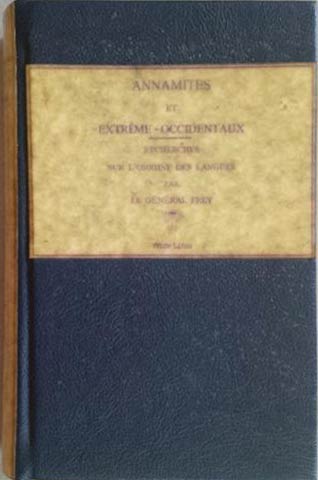 ANNAMITES
ET
EXTRÊME-OCCIDENTAUX
RECHERCHES
SUR L'ORIGINE DES LANGUES
PAR
LE GÉNÉRAL FREY